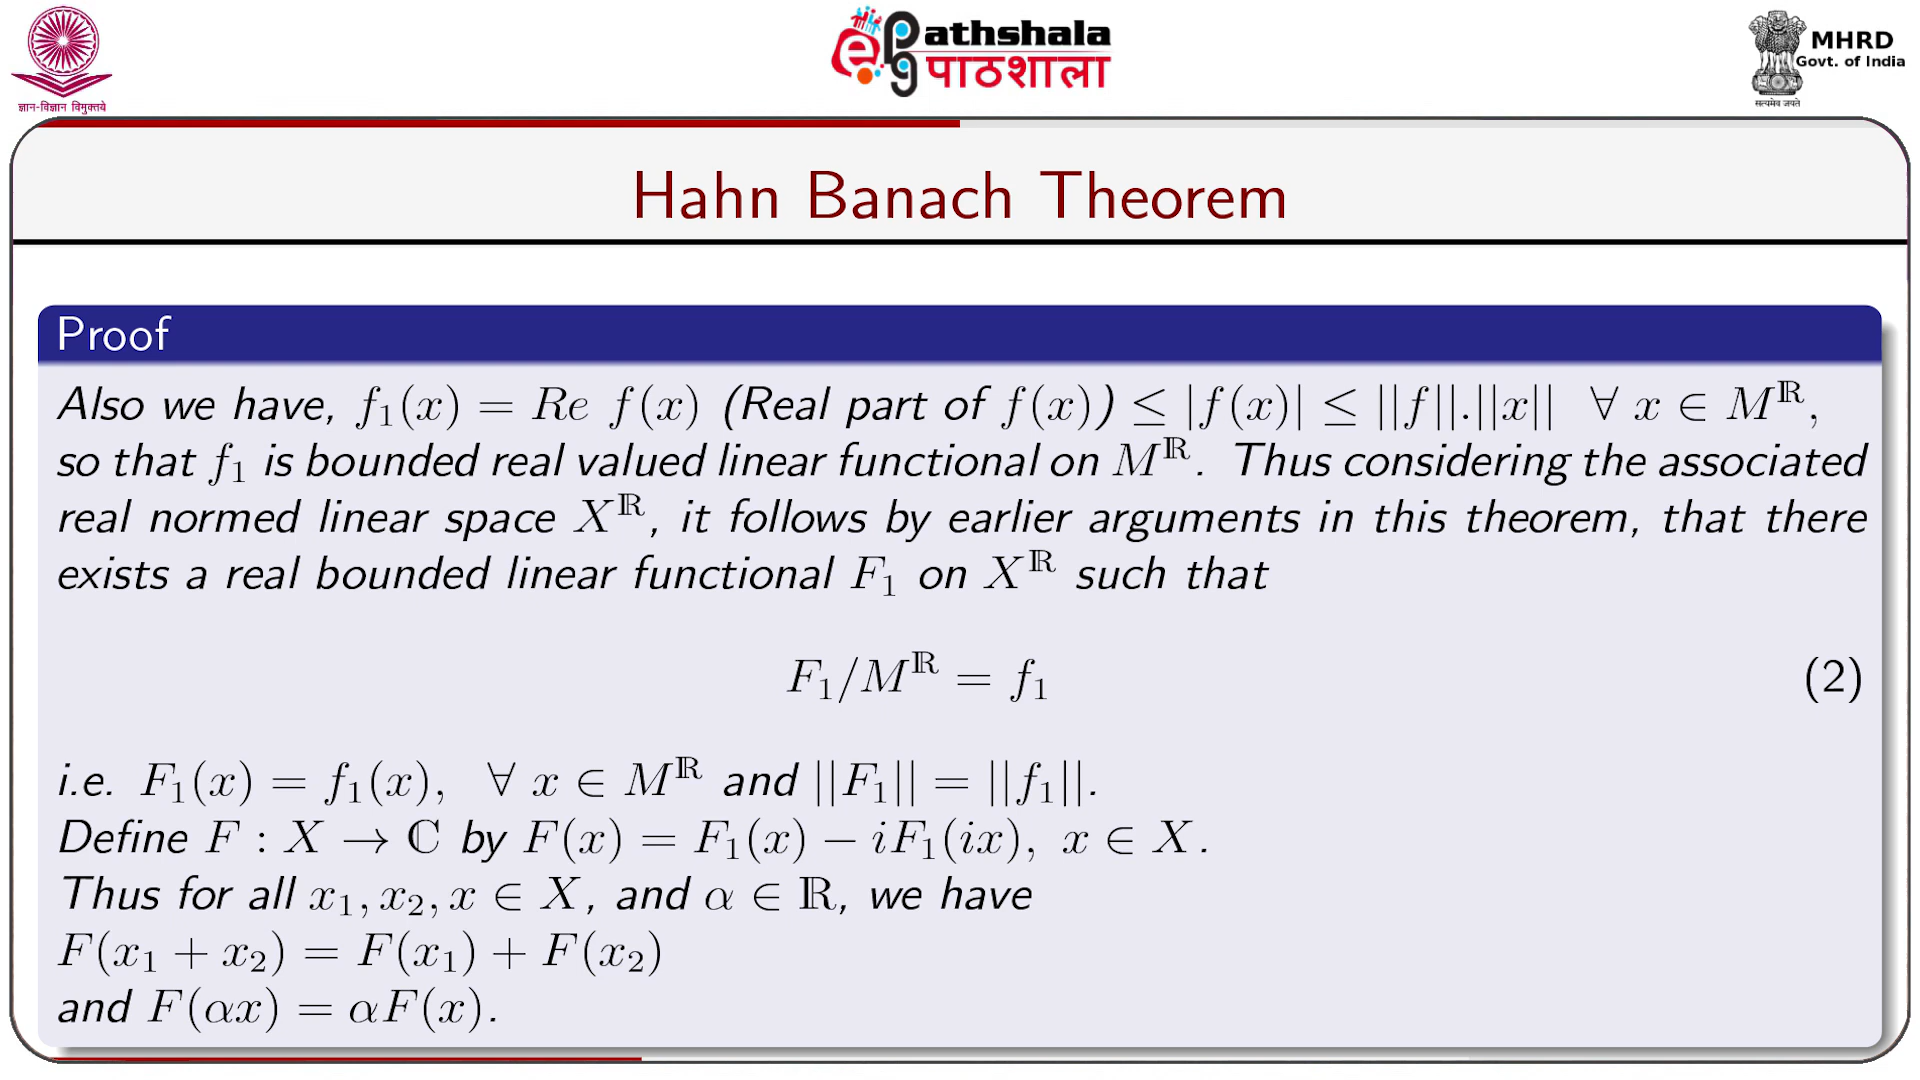 ज्ञान-विज्ञान विमुक्तये
ePg Pathshala
पाठशाला
MHRD
Govt. of India
सत्यमेव जयते
Hahn Banach Theorem
Proof
Also we have, f₁(x) = Re f(x) (Real part of f(x)) ≤ |f(x)| ≤ ||f||.||x|| ∀ x ∈ M^ℝ,
so that f₁ is bounded real valued linear functional on M^ℝ. Thus considering the associated
real normed linear space X^ℝ, it follows by earlier arguments in this theorem, that there
exists a real bounded linear functional F₁ on X^ℝ such that
F₁/M^ℝ = f₁ (2)
i.e. F₁(x) = f₁(x), ∀ x ∈ M^ℝ and ||F₁|| = ||f₁||.
Define F : X → ℂ by F(x) = F₁(x) − iF₁(ix), x ∈ X.
Thus for all x₁, x₂, x ∈ X, and α ∈ ℝ, we have
F(x₁ + x₂) = F(x₁) + F(x₂)
and F(αx) = αF(x).